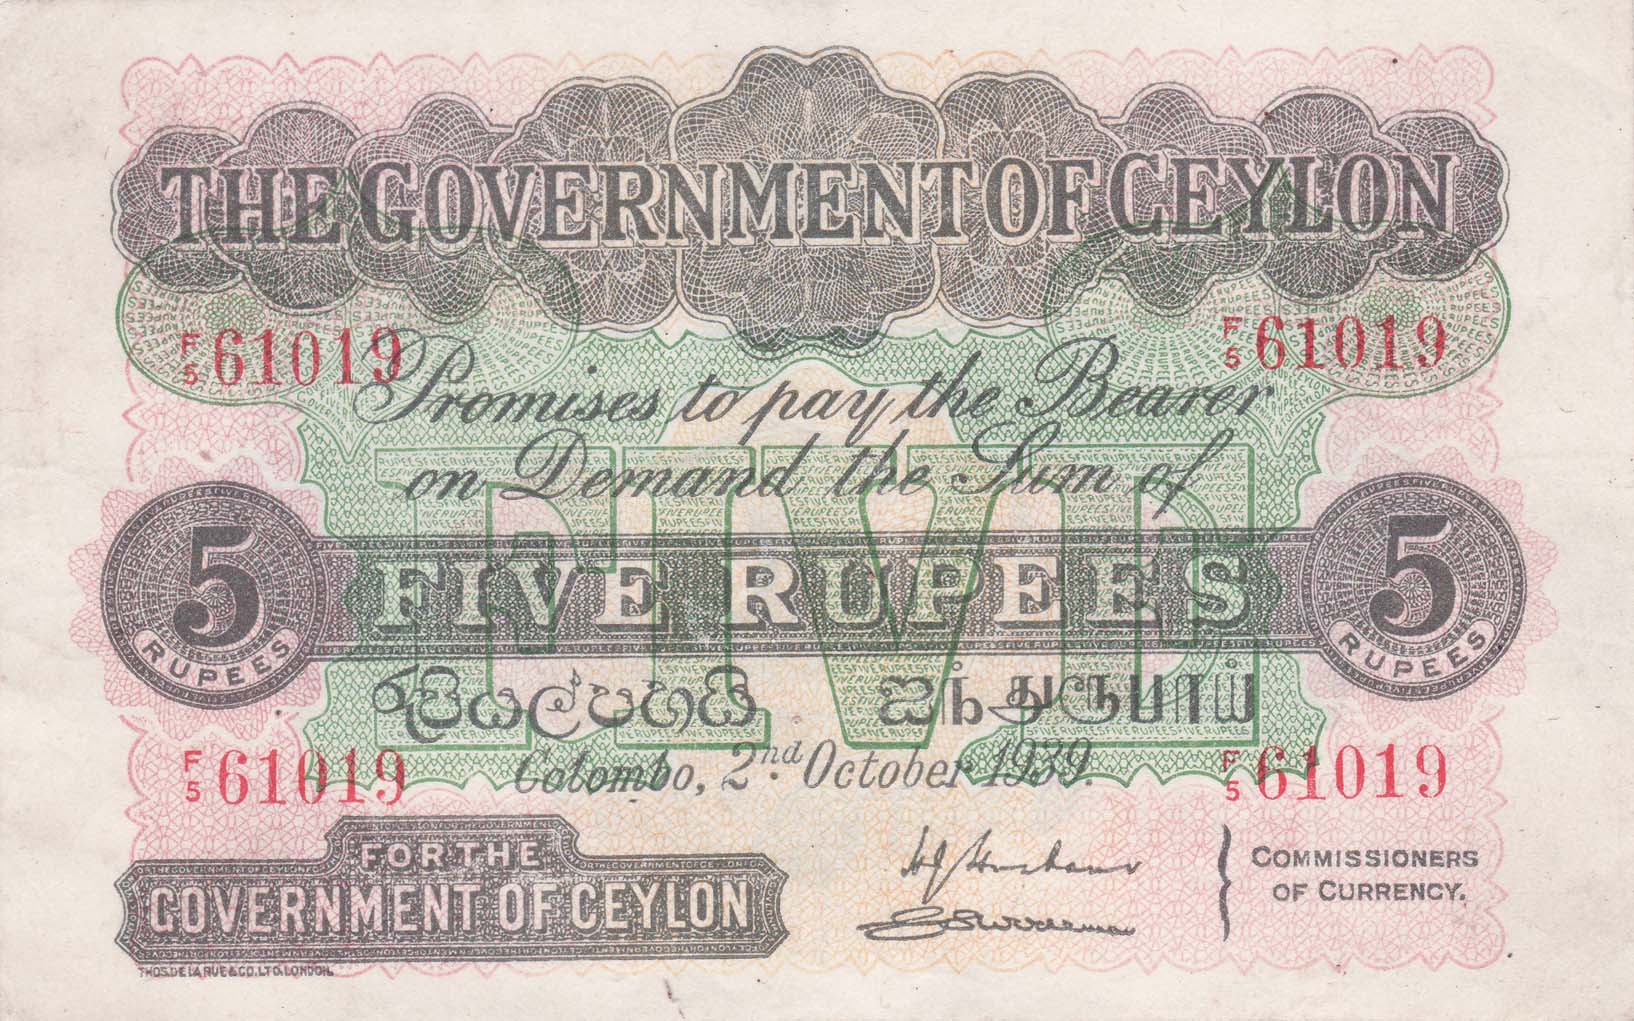 THE GOVERNMENT OF CEYLON
F/5 61019
F/5 61019
Promises to pay the Bearer
on Demand the Sum of
FIVE
5
RUPEES
FIVE RUPEES
5
RUPEES
රුපියල් පහයි
ஐந்துரூபாய்
F/5 61019
Colombo, 2nd October 1939.
F/5 61019
FOR THE
GOVERNMENT OF CEYLON
COMMISSIONERS
OF CURRENCY.
THOS. DE LA RUE & CO. LTD. LONDON.